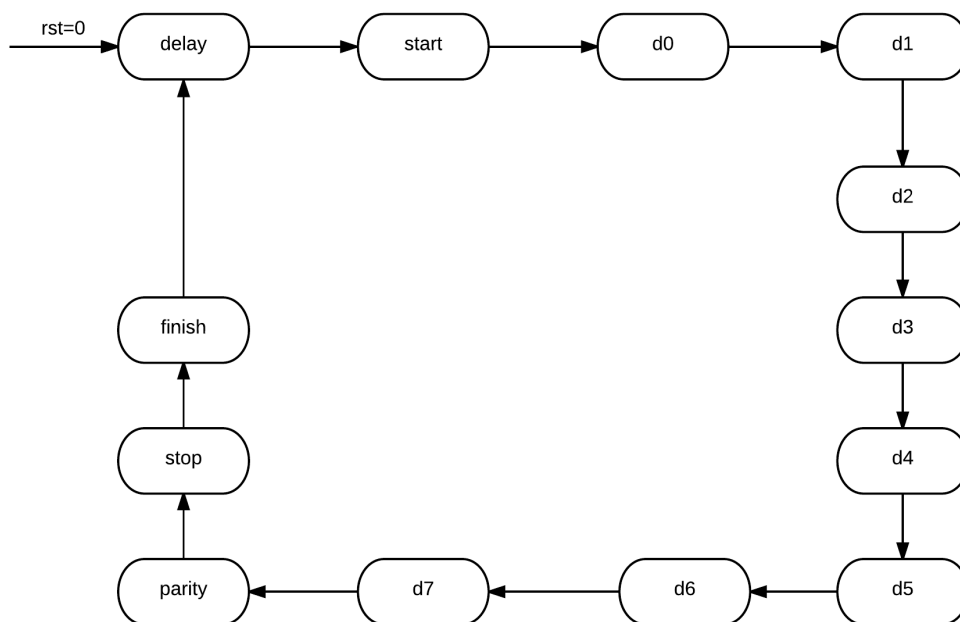 rst=0
delay
start
d0
d1
d2
d3
d4
d5
d6
d7
parity
stop
finish